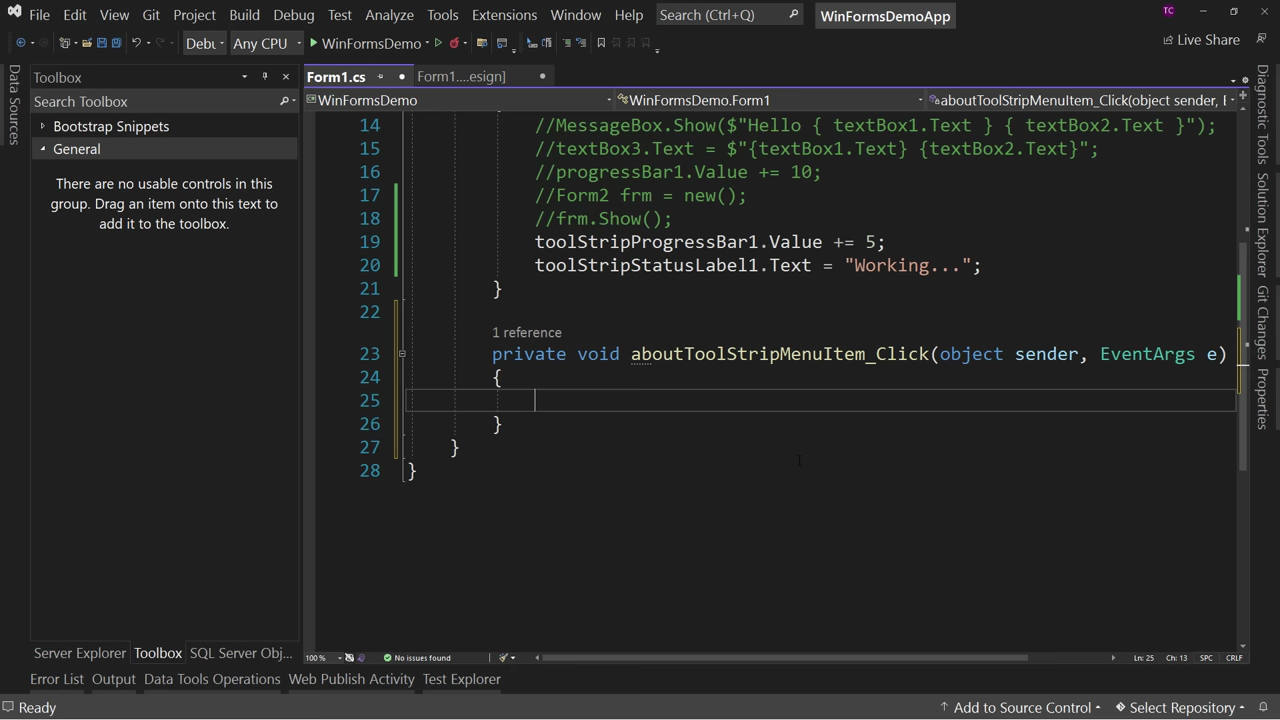 File Edit View Git Project Build Debug Test Analyze Tools Extensions Window Help Search (Ctrl+Q) WinFormsDemoApp TC
Debu Any CPU WinFormsDemo Live Share
Data Sources
Toolbox
Search Toolbox
Bootstrap Snippets
General
There are no usable controls in this
group. Drag an item onto this text to
add it to the toolbox.
Server Explorer Toolbox SQL Server Obj...
Form1.cs Form1....esign]
WinFormsDemo WinFormsDemo.Form1 aboutToolStripMenuItem_Click(object sender, E
14 //MessageBox.Show($"Hello { textBox1.Text } { textBox2.Text }");
15 //textBox3.Text = $"{textBox1.Text} {textBox2.Text}";
16 //progressBar1.Value += 10;
17 //Form2 frm = new();
18 //frm.Show();
19 toolStripProgressBar1.Value += 5;
20 toolStripStatusLabel1.Text = "Working...";
21 }
22
1 reference
23 private void aboutToolStripMenuItem_Click(object sender, EventArgs e)
24 {
25
26 }
27 }
28 }
100% No issues found Ln: 25 Ch: 13 SPC CRLF
Diagnostic Tools
Solution Explorer
Git Changes
Properties
Error List Output Data Tools Operations Web Publish Activity Test Explorer
Ready Add to Source Control Select Repository